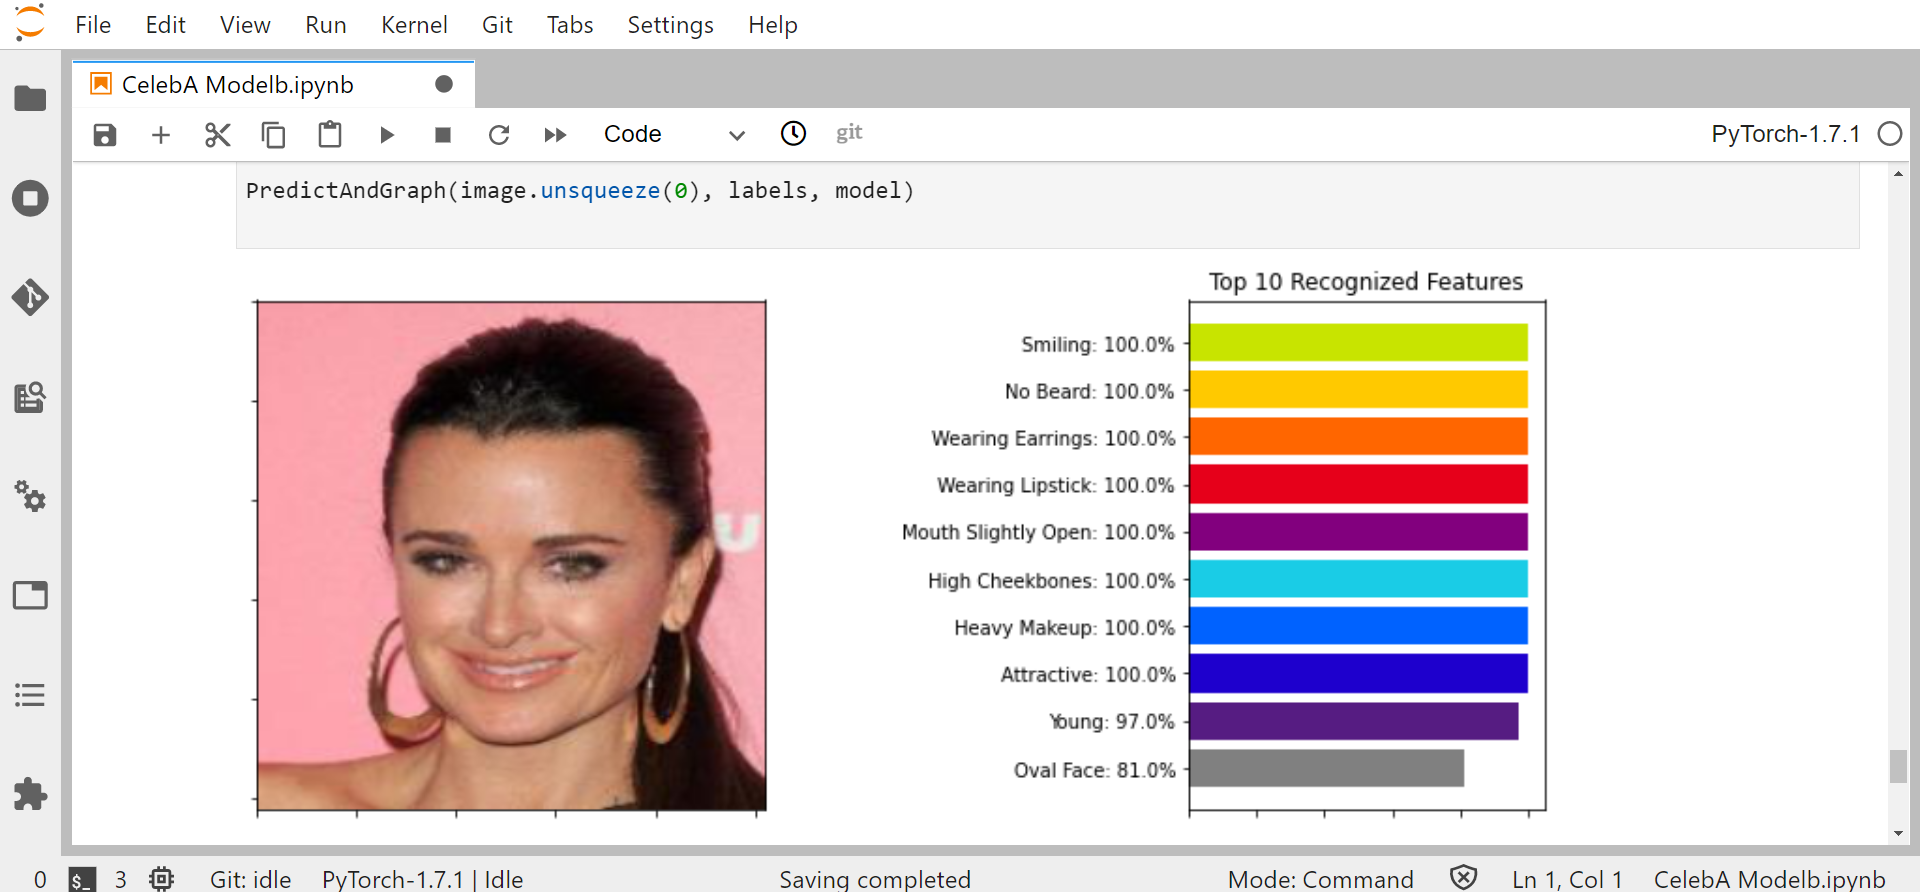 File Edit View Run Kernel Git Tabs Settings Help
CelebA Modelb.ipynb
Code git PyTorch-1.7.1
PredictAndGraph(image.unsqueeze(0), labels, model)
Top 10 Recognized Features
Smiling: 100.0%
No Beard: 100.0%
Wearing Earrings: 100.0%
Wearing Lipstick: 100.0%
U
Mouth Slightly Open: 100.0%
High Cheekbones: 100.0%
Heavy Makeup: 100.0%
Attractive: 100.0%
Young: 97.0%
Oval Face: 81.0%
0 $_ 3 Git: idle PyTorch-1.7.1 | Idle Saving completed Mode: Command Ln 1, Col 1 CelebA Modelb.ipynb